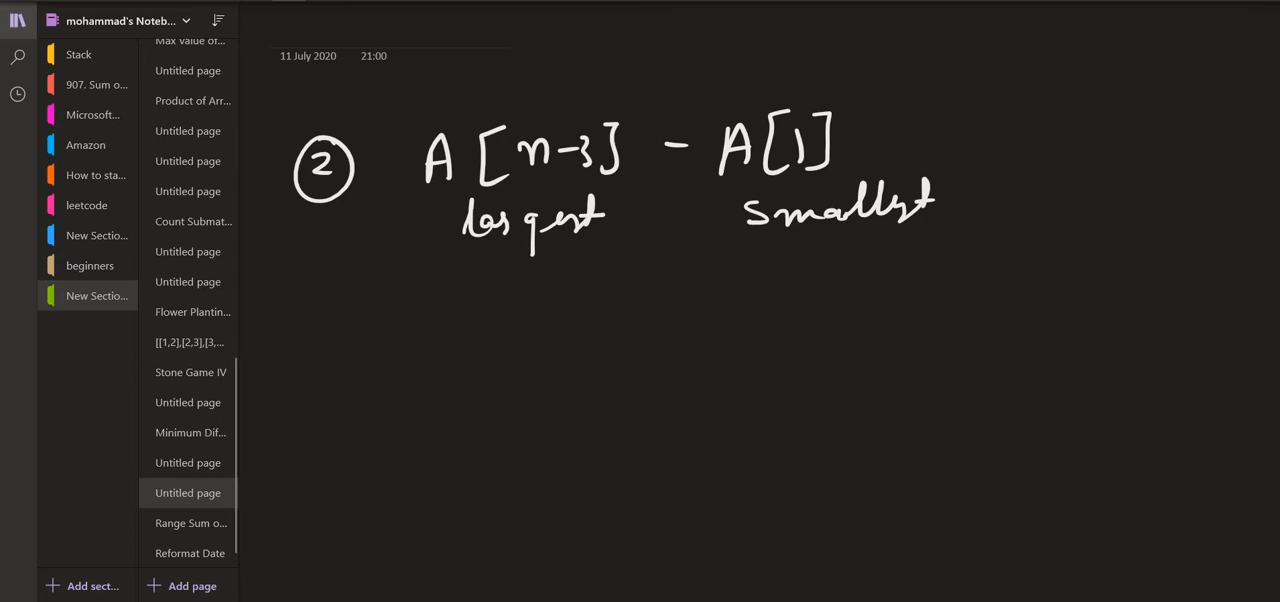 mohammad's Noteb...
Stack
907. Sum o...
Microsoft...
Amazon
How to sta...
leetcode
New Section...
beginners
New Sectio...
Add sect...
Max value of...
Untitled page
Product of Arr...
Untitled page
Untitled page
Untitled page
Count Submat...
Untitled page
Untitled page
Flower Plantin...
[[1,2],[2,3],[3,...
Stone Game IV
Untitled page
Minimum Dif...
Untitled page
Untitled page
Range Sum o...
Reformat Date
Add page
11 July 2020 21:00
2 A[n-3] - A[1]
largest smallest